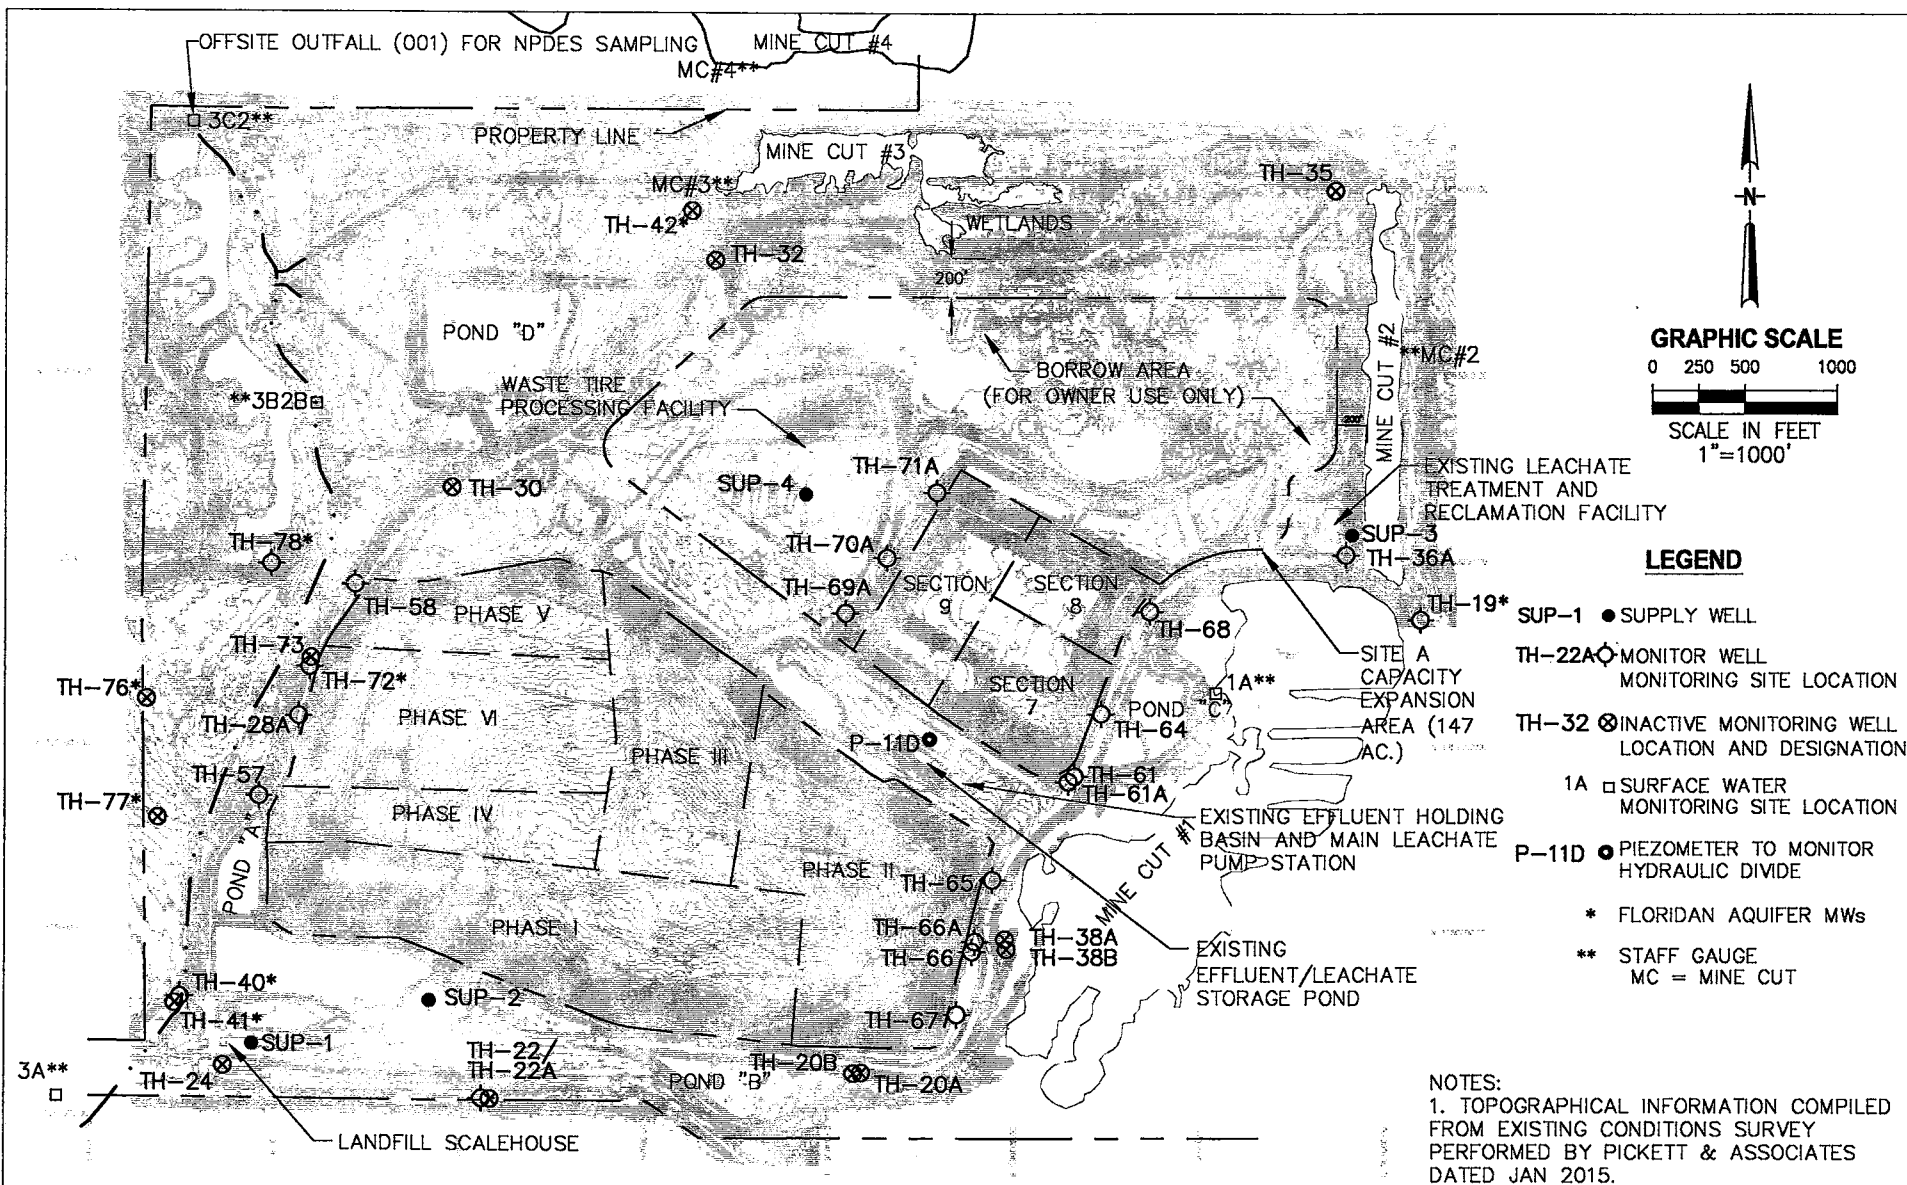 OFFSITE OUTFALL (001) FOR NPDES SAMPLING
MINE CUT #4
MC#4**
3C2**
PROPERTY LINE
MINE CUT #3
MC#3**
TH-42*
TH-32
WETLANDS
200'
TH-35
N
GRAPHIC SCALE
0 250 500 1000
SCALE IN FEET
1"=1000'
POND "D"
**3B2B
WASTE TIRE
PROCESSING FACILITY
BORROW AREA
(FOR OWNER USE ONLY)
200'
MINE CUT #2
**MC#2
EXISTING LEACHATE
TREATMENT AND
RECLAMATION FACILITY
TH-30
SUP-4
TH-71A
SUP-3
TH-36A
TH-78*
TH-58
TH-70A
TH-69A
SECTION
9
SECTION
8
TH-68
TH-19*
PHASE V
TH-73
TH-72*
TH-76*
TH-28A
PHASE VI
PHASE III
SECTION
7
POND "C"
1A**
TH-64
SITE A
CAPACITY
EXPANSION
AREA (147
AC.)
P-11D
TH-57
TH-77*
PHASE IV
TH-61
TH-61A
EXISTING EFFLUENT HOLDING
BASIN AND MAIN LEACHATE
PUMP STATION
POND "A"
PHASE II
TH-65
MINE CUT #1
PHASE I
TH-66A
TH-66
TH-38A
TH-38B
EXISTING
EFFLUENT/LEACHATE
STORAGE POND
TH-40*
TH-41*
SUP-2
TH-67
SUP-1
TH-24
TH-22/
TH-22A
TH-20B
TH-20A
POND "B"
3A**
LANDFILL SCALEHOUSE
LEGEND
SUP-1 SUPPLY WELL
TH-22A MONITOR WELL
MONITORING SITE LOCATION
TH-32 INACTIVE MONITORING WELL
LOCATION AND DESIGNATION
1A SURFACE WATER
MONITORING SITE LOCATION
P-11D PIEZOMETER TO MONITOR
HYDRAULIC DIVIDE
* FLORIDAN AQUIFER MWs
** STAFF GAUGE
MC = MINE CUT
NOTES:
1. TOPOGRAPHICAL INFORMATION COMPILED
FROM EXISTING CONDITIONS SURVEY
PERFORMED BY PICKETT & ASSOCIATES
DATED JAN 2015.